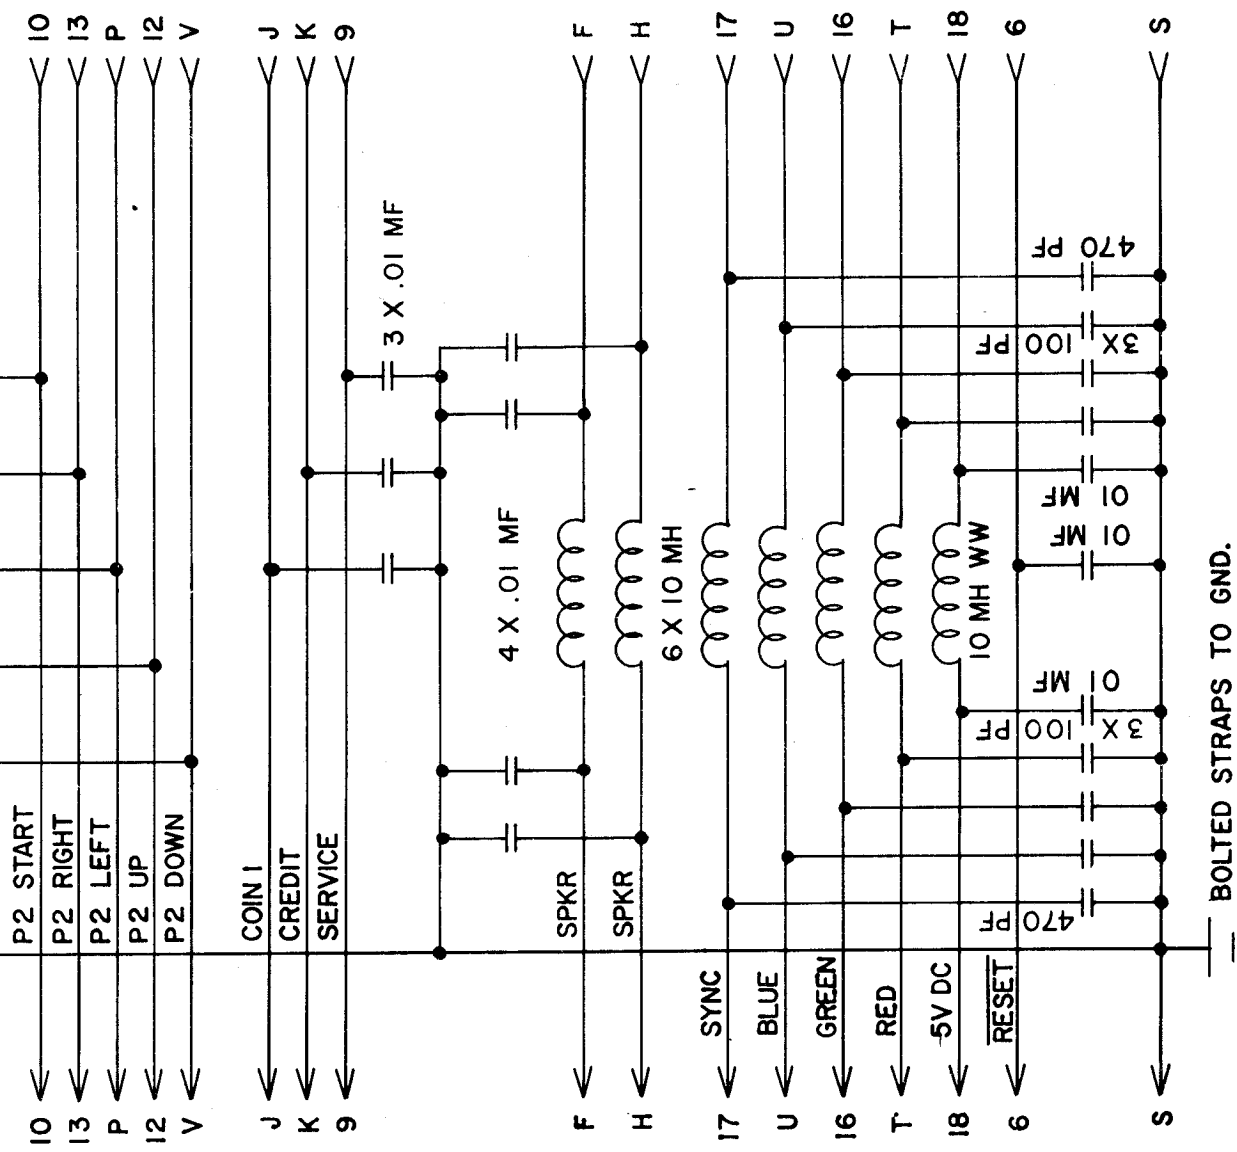 10
13
P
12
V
J
K
9
F
H
17
U
16
T
18
6
S
P2 START
P2 RIGHT
P2 LEFT
P2 UP
P2 DOWN
COIN 1
CREDIT
SERVICE
3 X .01 MF
4 X .01 MF
SPKR
SPKR
6 X 10 MH
SYNC
BLUE
GREEN
RED
-5V DC
RESET
10 MH WW
470 PF
3X 100 PF
01 MF
01 MF
01 MF
3X 100 PF
470 PF
BOLTED STRAPS TO GND.
10
13
P
12
V
J
K
9
F
H
17
U
16
T
18
6
S